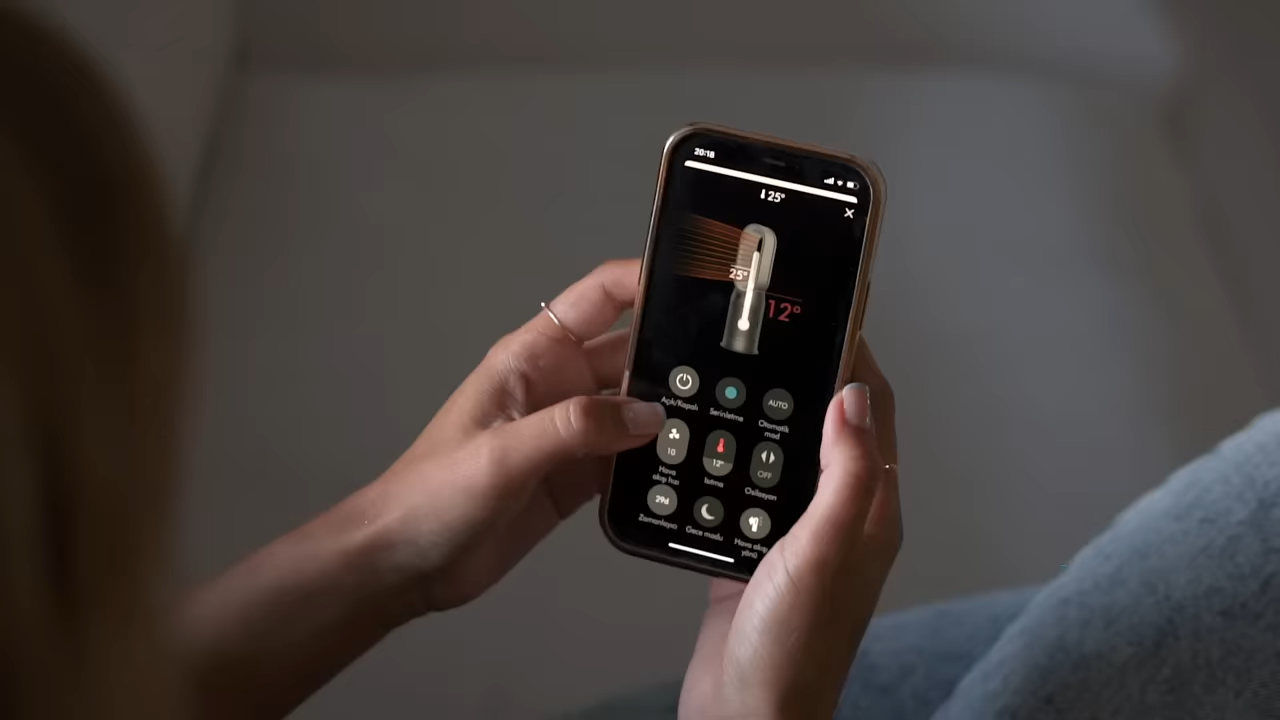 20:18
25°
25°
12°
Açık/Kapalı
Serinletme
AUTO
Otomatik
mod
10
Hava
akışı hızı
12°
Isıtma
OFF
Osilasyon
29d
Zamanlayıcı
Gece modu
Hava akışı
yönü